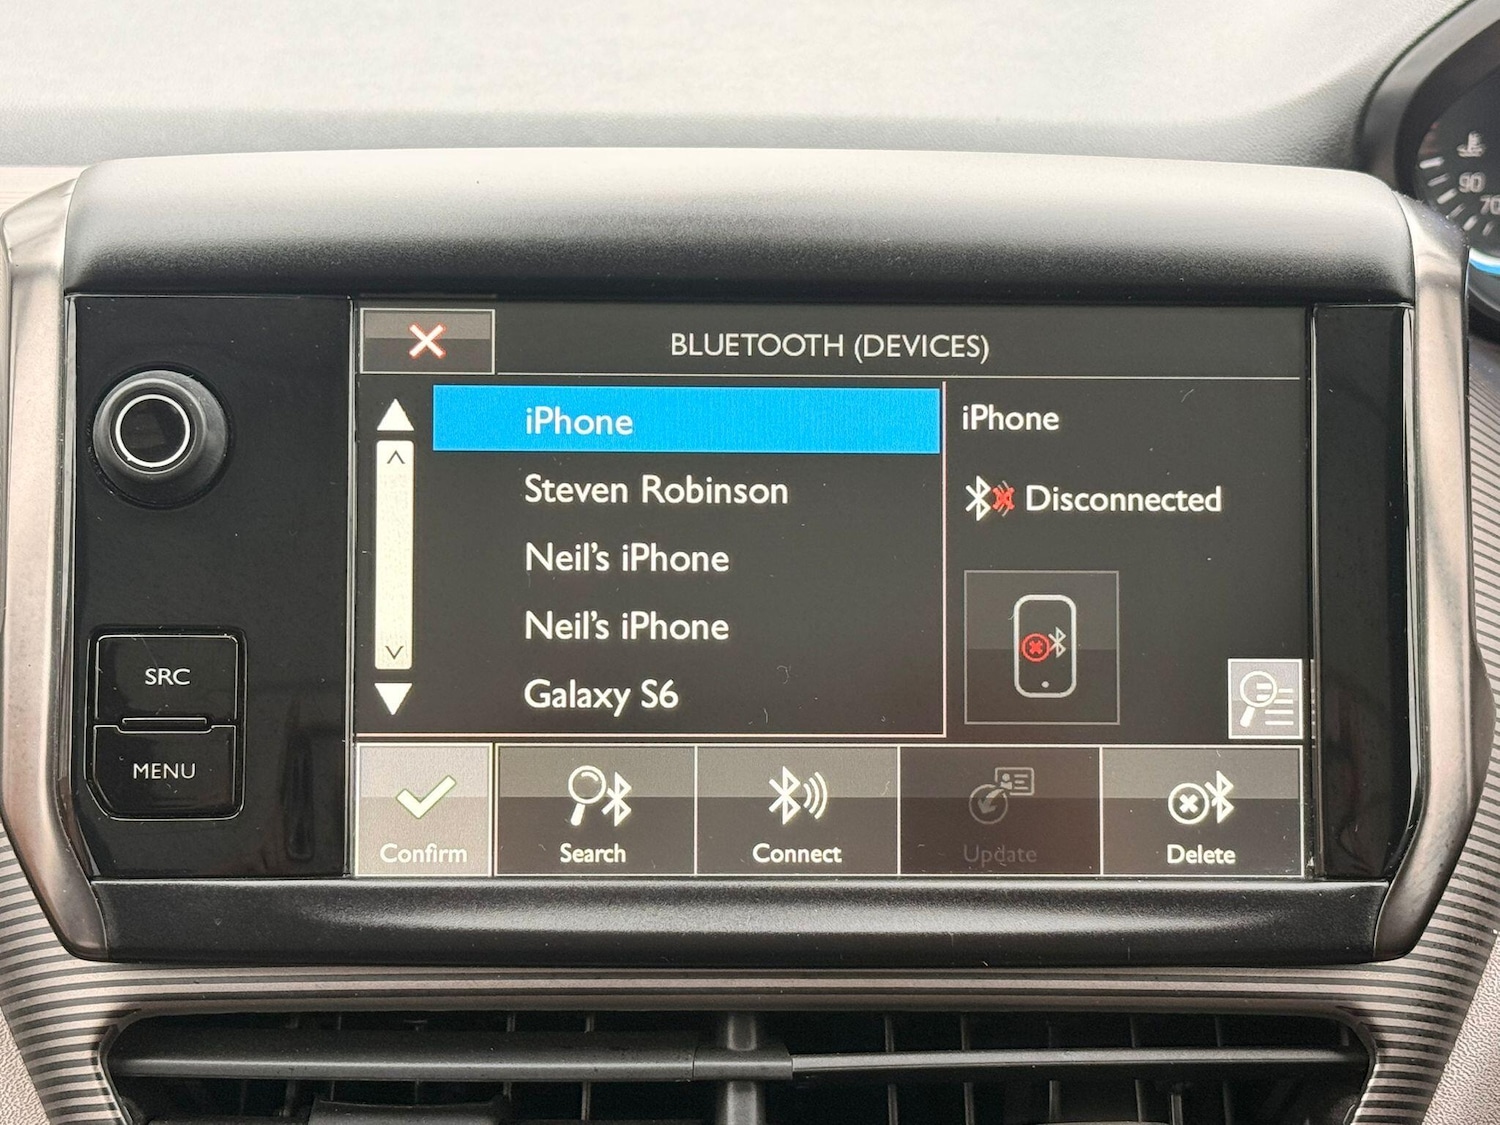 90
70
BLUETOOTH (DEVICES)
iPhone
Steven Robinson
Neil's iPhone
Neil's iPhone
Galaxy S6
iPhone
Disconnected
SRC
MENU
Confirm
Search
Connect
Update
Delete